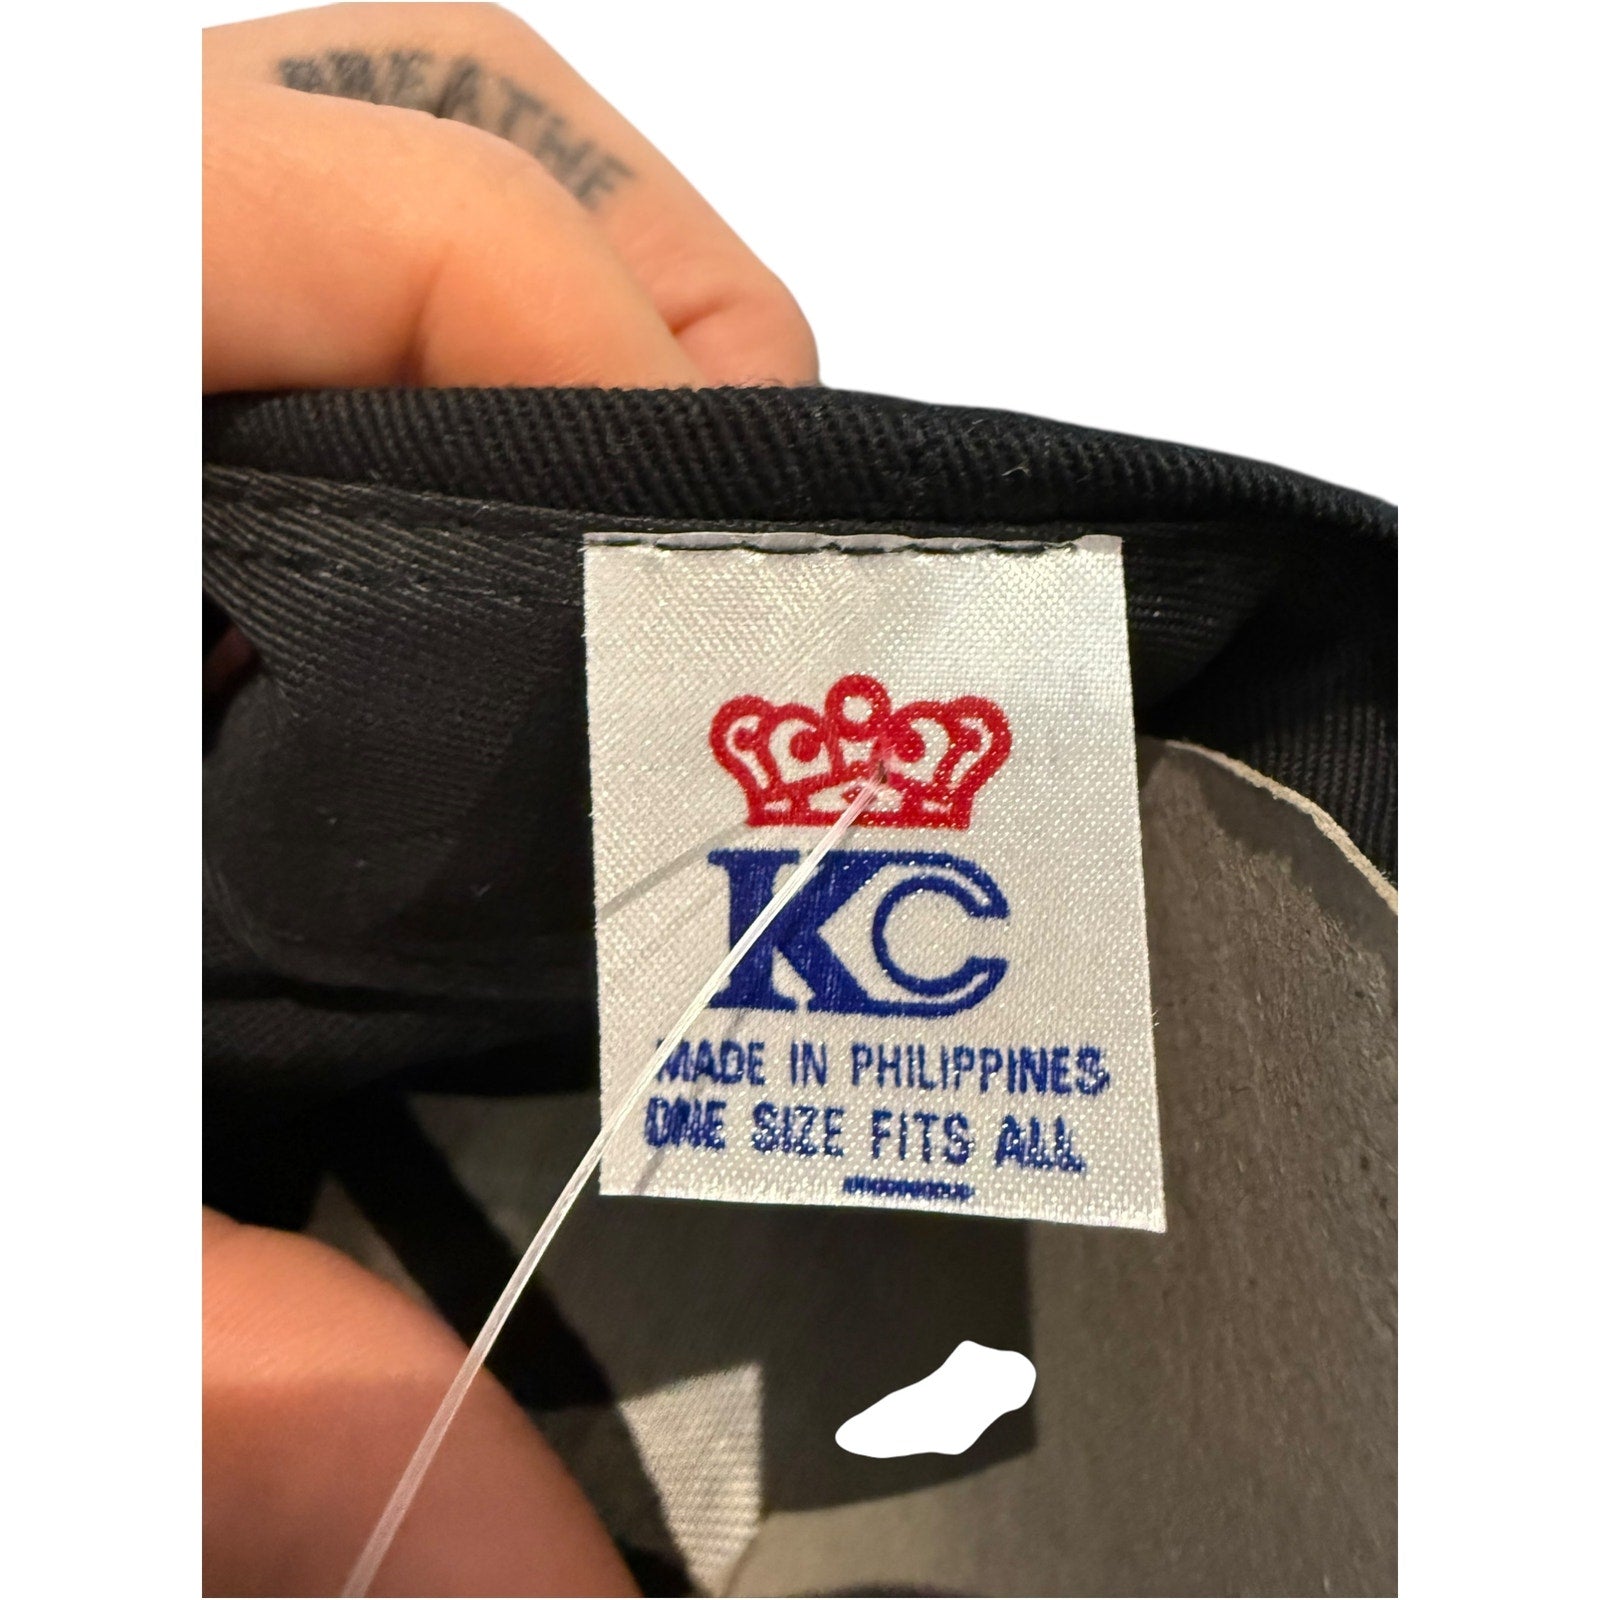 BREATHE
KC
MADE IN PHILIPPINES
ONE SIZE FITS ALL